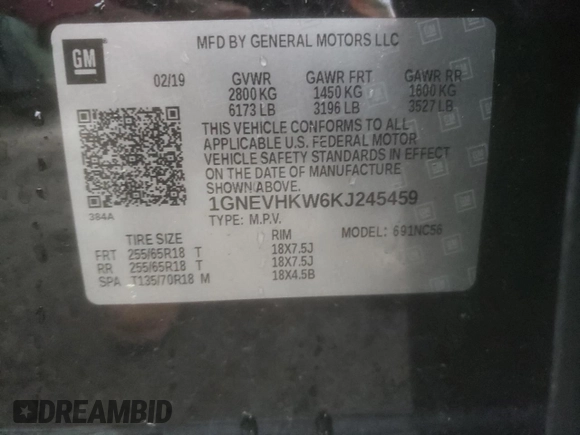 GM
MFD BY GENERAL MOTORS LLC
02/19 GVWR GAWR FRT GAWR RR
2800 KG 1450 KG 1600 KG
6173 LB 3196 LB 3527 LB
THIS VEHICLE CONFORMS TO ALL
APPLICABLE U.S. FEDERAL MOTOR
VEHICLE SAFETY STANDARDS IN EFFECT
ON THE DATE OF MANUFACTURE
SHOWN ABOVE.
384A
1GNEVHKW6KJ245459
TYPE: M.P.V. MODEL: 691NC56
TIRE SIZE RIM
FRT 255/65R18 T 18X7.5J
RR 255/65R18 T 18X7.5J
SPA T135/70R18 M 18X4.5B
DREAMBID